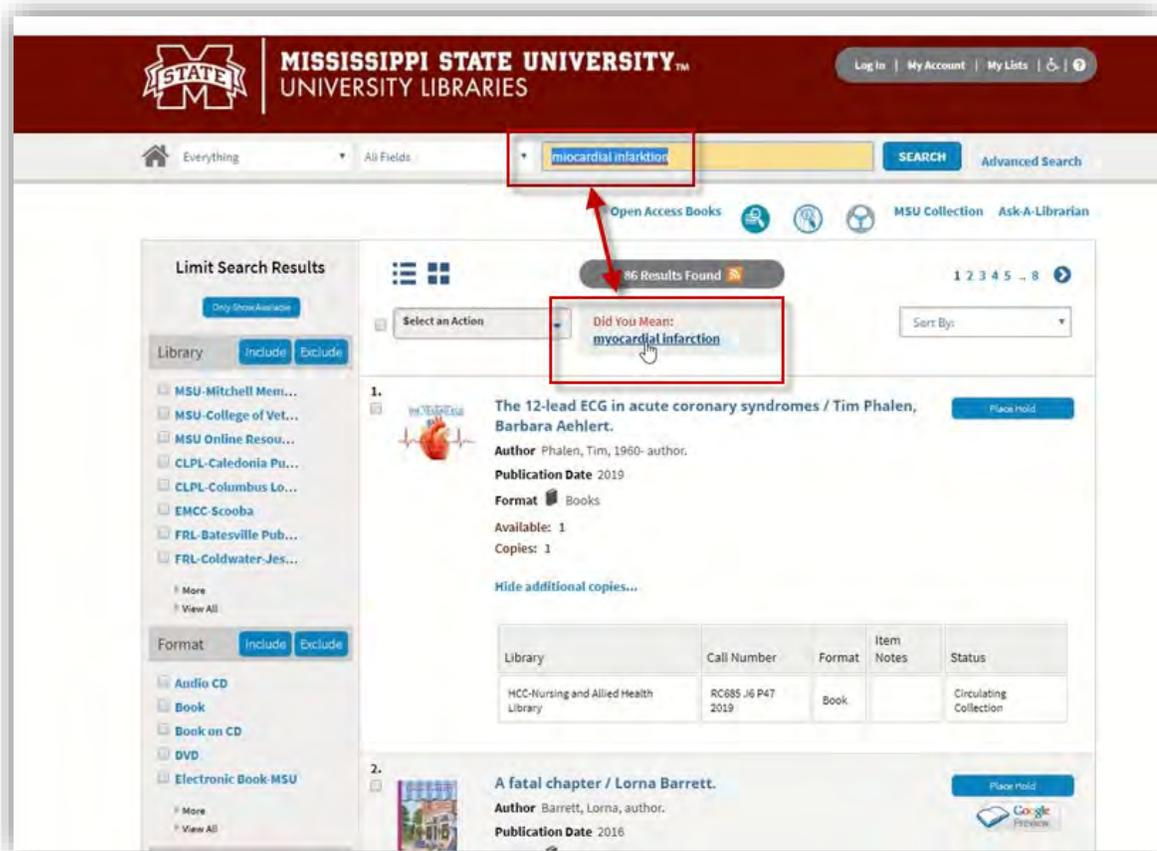 STATE
M
MISSISSIPPI STATE UNIVERSITY™
UNIVERSITY LIBRARIES
Log In | My Account | My Lists | | ?
Everything
All Fields
miocardial infarktion
SEARCH
Advanced Search
Open Access Books
MSU Collection
Ask-A-Librarian
Limit Search Results
Only Show Available
86 Results Found
1 2 3 4 5 .. 8
Select an Action
Did You Mean:
myocardial infarction
Sort By:
Library Include Exclude
MSU-Mitchell Mem...
MSU-College of Vet...
MSU Online Resou...
CLPL-Caledonia Pu...
CLPL-Columbus Lo...
EMCC-Scooba
FRL-Batesville Pub...
FRL-Coldwater-Jes...
More
View All
Format Include Exclude
Audio CD
Book
Book on CD
DVD
Electronic Book-MSU
More
View All
1.
The 12-lead ECG in acute coronary syndromes / Tim Phalen,
Barbara Aehlert.
Place Hold
Author Phalen, Tim, 1960- author.
Publication Date 2019
Format Books
Available: 1
Copies: 1
Hide additional copies...
Library Call Number Format Item Notes Status
HCC-Nursing and Allied Health Library RC685 .I6 P47 2019 Book Circulating Collection
2.
A fatal chapter / Lorna Barrett.
Place Hold
Author Barrett, Lorna, author.
Google Preview
Publication Date 2016